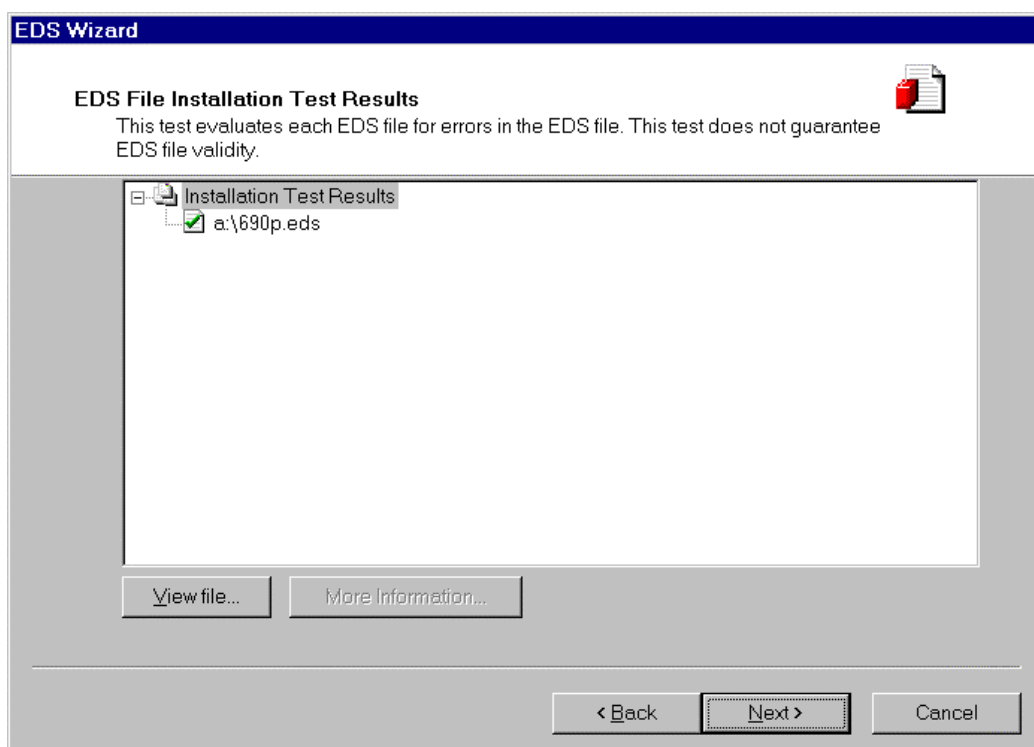 EDS Wizard
EDS File Installation Test Results
This test evaluates each EDS file for errors in the EDS file. This test does not guarantee
EDS file validity.
Installation Test Results
a:\690p.eds
View file...
More Information...
< Back
Next >
Cancel